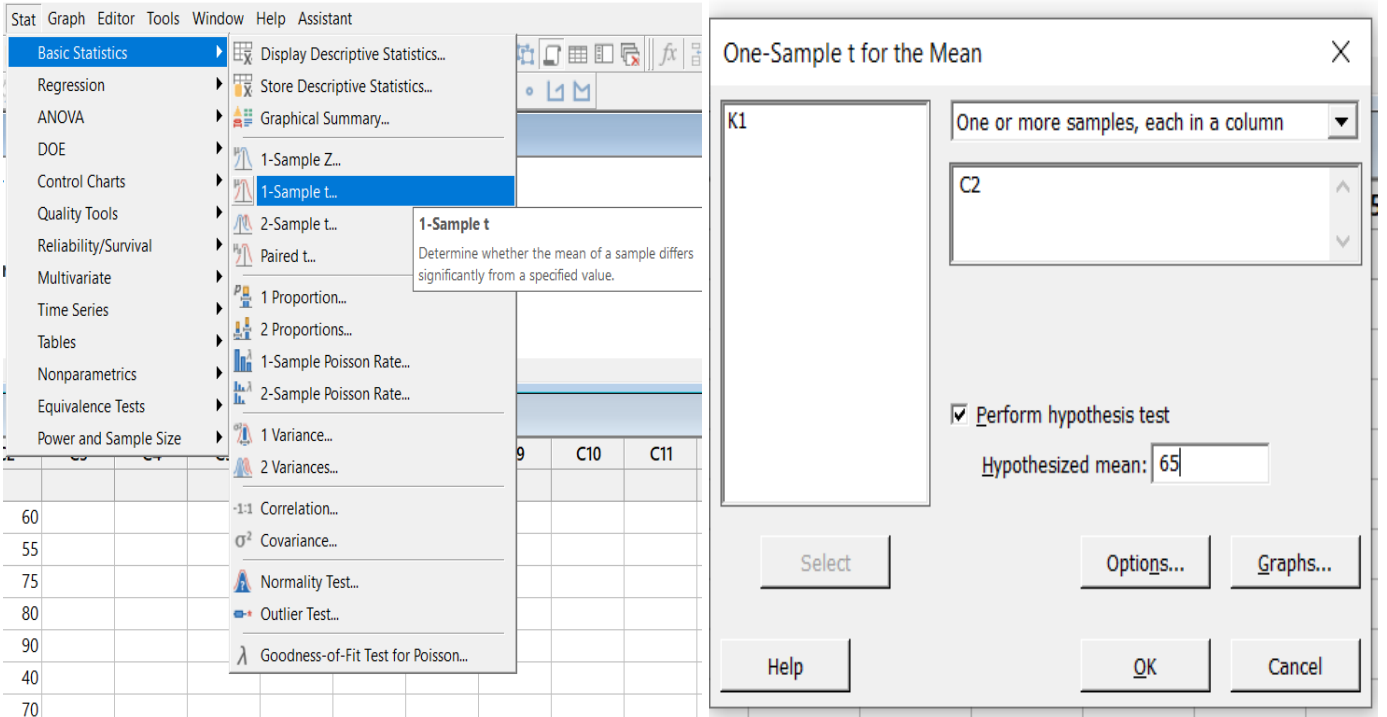 Stat Graph Editor Tools Window Help Assistant
Basic Statistics
Regression
ANOVA
DOE
Control Charts
Quality Tools
Reliability/Survival
Multivariate
Time Series
Tables
Nonparametrics
Equivalence Tests
Power and Sample Size
Display Descriptive Statistics...
Store Descriptive Statistics...
Graphical Summary...
1-Sample Z...
1-Sample t...
2-Sample t...
Paired t...
1 Proportion...
2 Proportions...
1-Sample Poisson Rate...
2-Sample Poisson Rate...
1 Variance...
2 Variances...
Correlation...
Covariance...
Normality Test...
Outlier Test...
Goodness-of-Fit Test for Poisson...
1-Sample t
Determine whether the mean of a sample differs
significantly from a specified value.
C10 C11
60
55
75
80
90
40
70
One-Sample t for the Mean
K1
One or more samples, each in a column
C2
Perform hypothesis test
Hypothesized mean: 65
Select
Options...
Graphs...
Help
OK
Cancel